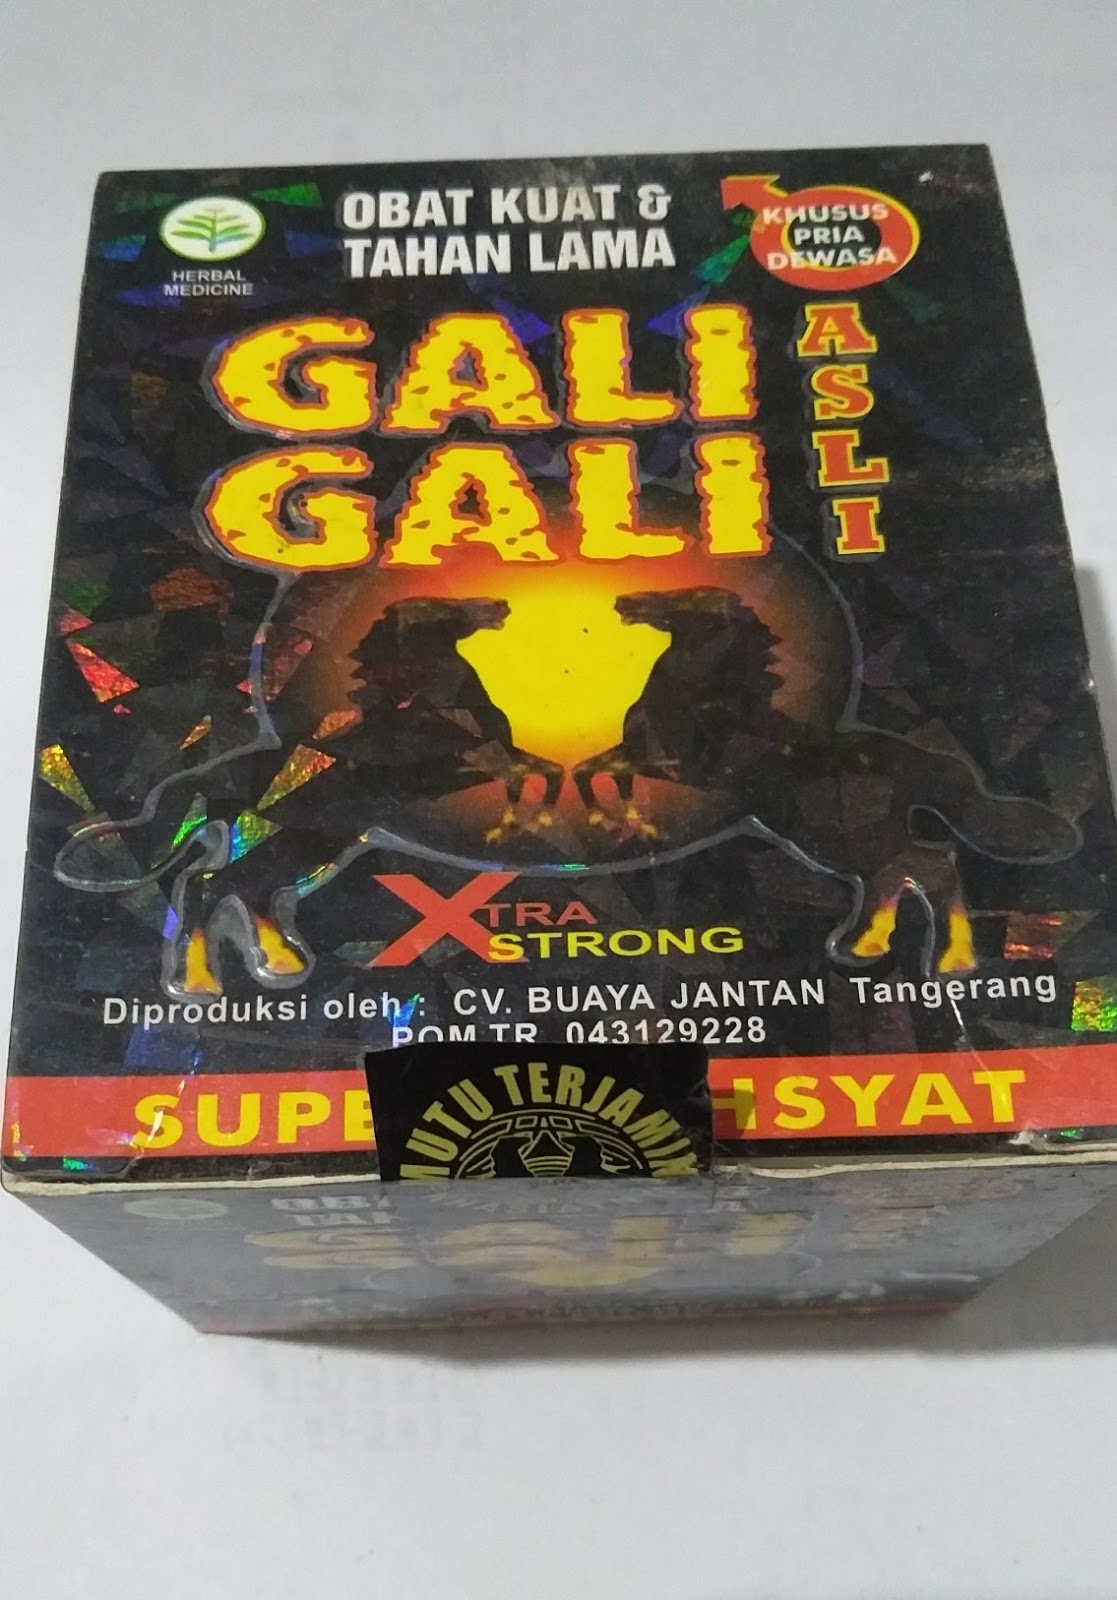 OBAT KUAT &
TAHAN LAMA
HERBAL
MEDICINE
KHUSUS
PRIA
DEWASA
GALI
GALI
ASLI
XTRA
STRONG
Diproduksi oleh : CV. BUAYA JANTAN Tangerang
POM TR. 043129228
MUTU TERJAMIN
GALI